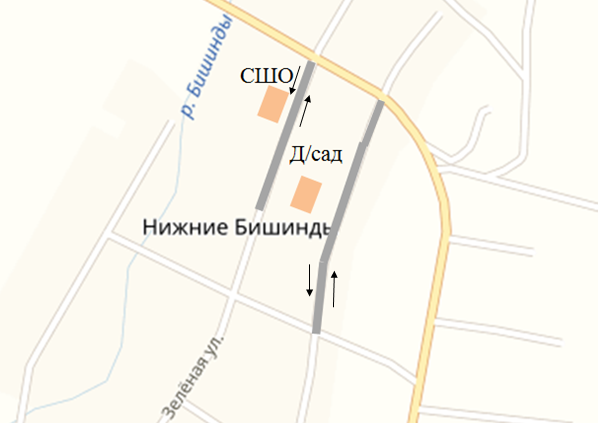 р. Бишинды
СШО
Д/сад
Нижние Бишинды
Зелёная ул.